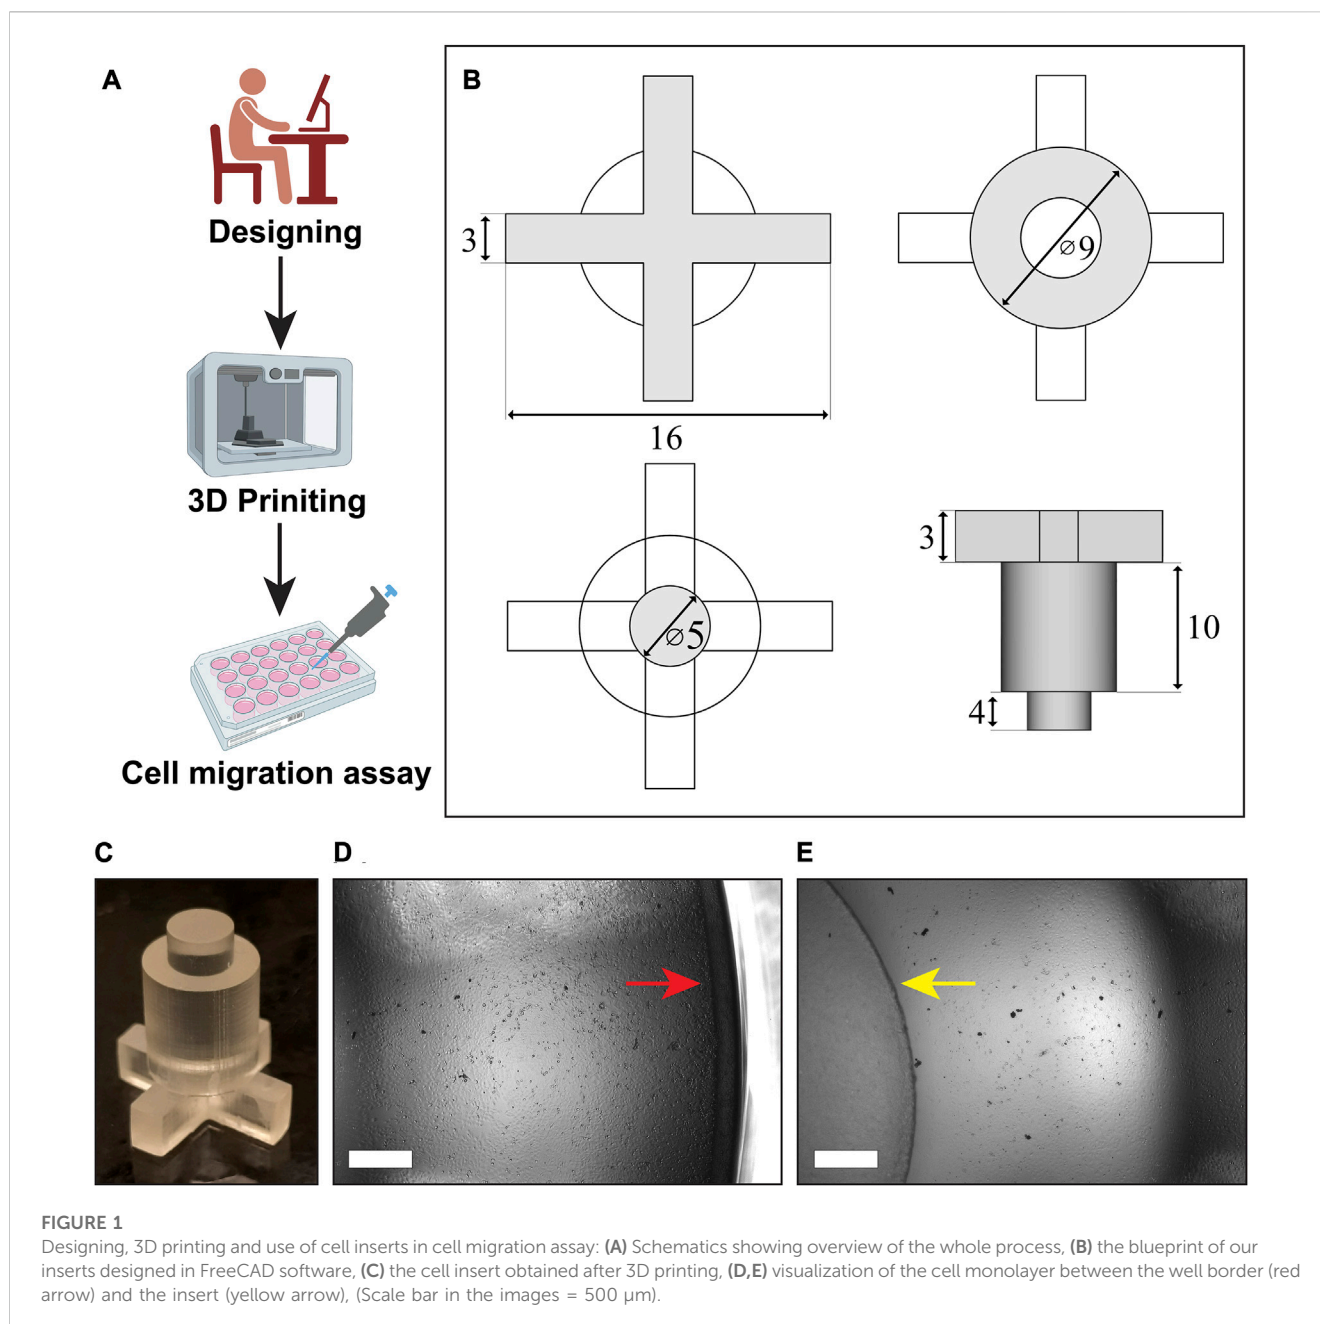 A
Designing
3D Priniting
Cell migration assay
B
3
16
⌀9
⌀5
3
10
4
C
D
E
FIGURE 1
Designing, 3D printing and use of cell inserts in cell migration assay: (A) Schematics showing overview of the whole process, (B) the blueprint of our
inserts designed in FreeCAD software, (C) the cell insert obtained after 3D printing, (D,E) visualization of the cell monolayer between the well border (red
arrow) and the insert (yellow arrow), (Scale bar in the images = 500 μm).